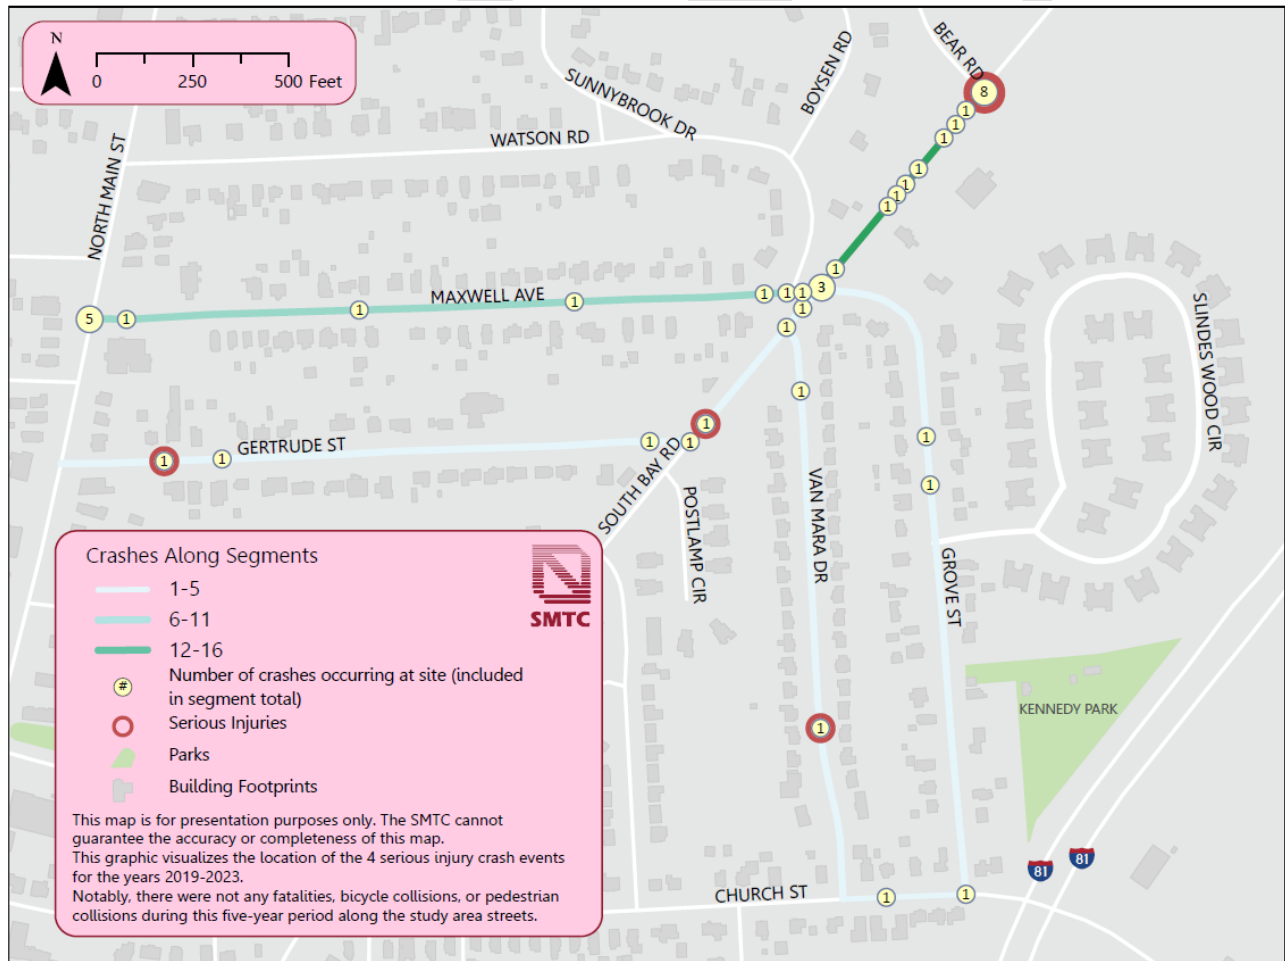 N
0 250 500 Feet
BEAR RD
BOYSEN RD
SUNNYBROOK DR
WATSON RD
NORTH MAIN ST
8
1
1
1
1
1
1
1
1
MAXWELL AVE
5
1
1
1
1
1
1
3
1
1
SLINDES WOOD CIR
1
1
1
1
GERTRUDE ST
1
1
1
1
1
SOUTH BAY RD
POSTLAMP CIR
VAN MARA DR
GROVE ST
1
KENNEDY PARK
CHURCH ST
1
1
81
81
Crashes Along Segments
1-5
6-11
12-16
SMTC
# Number of crashes occurring at site (included
in segment total)
Serious Injuries
Parks
Building Footprints
This map is for presentation purposes only. The SMTC cannot
guarantee the accuracy or completeness of this map.
This graphic visualizes the location of the 4 serious injury crash events
for the years 2019-2023.
Notably, there were not any fatalities, bicycle collisions, or pedestrian
collisions during this five-year period along the study area streets.